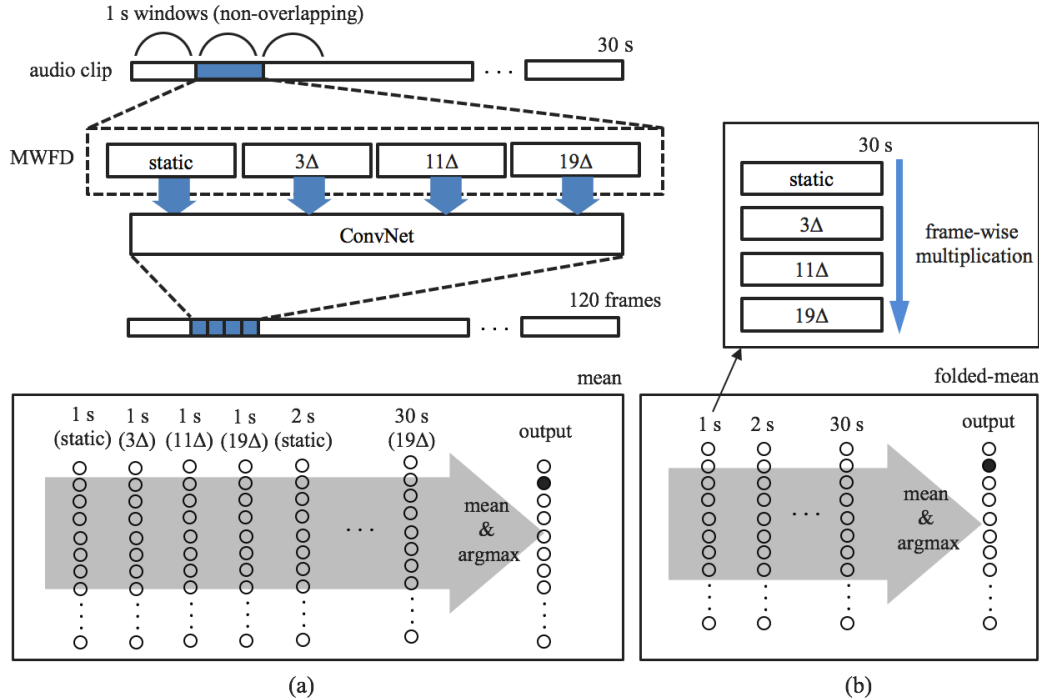 1 s windows (non-overlapping)
30 s
audio clip
. . .
MWFD
static
3Δ
11Δ
19Δ
ConvNet
120 frames
. . .
mean
1 s
(static)
1 s
(3Δ)
1 s
(11Δ)
1 s
(19Δ)
2 s
(static)
30 s
(19Δ)
output
. . .
mean
&
argmax
(a)
30 s
static
3Δ
11Δ
19Δ
frame-wise
multiplication
folded-mean
1 s
2 s
30 s
output
. . .
mean
&
argmax
(b)